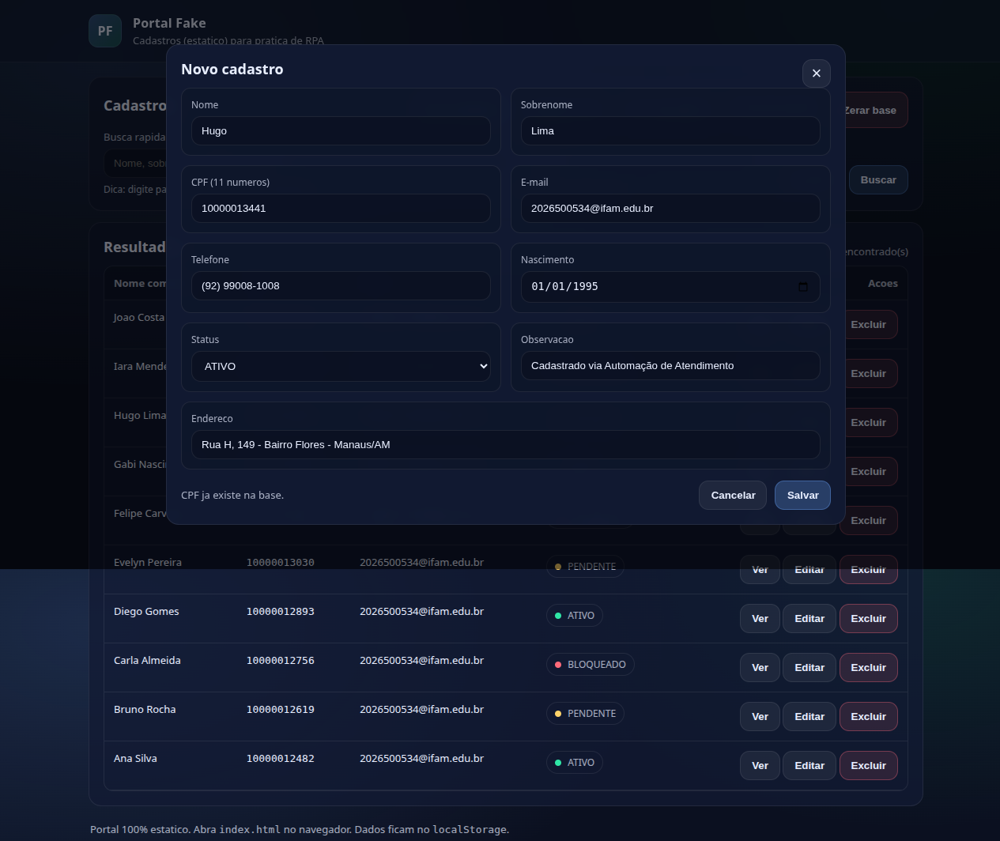 PF
Portal Fake
Cadastros (estatico) para pratica de RPA
Novo cadastro
×
Cadastro
Zerar base
Nome
Hugo
Sobrenome
Lima
Busca rapida
Nome, sob
Buscar
Dica: digite pa
CPF (11 numeros)
10000013441
E-mail
2026500534@ifam.edu.br
Resultad
encontrado(s)
Telefone
(92) 99008-1008
Nascimento
01/01/1995
Nome com
Acoes
Joao Costa
Excluir
Status
ATIVO
Observacao
Cadastrado via Automação de Atendimento
Iara Mende
Excluir
Hugo Lima
Excluir
Endereco
Rua H, 149 - Bairro Flores - Manaus/AM
Gabi Nasci
Excluir
CPF ja existe na base.
Cancelar
Salvar
Felipe Carv
Excluir
Evelyn Pereira 10000013030 2026500534@ifam.edu.br PENDENTE Ver Editar Excluir
Diego Gomes 10000012893 2026500534@ifam.edu.br ATIVO Ver Editar Excluir
Carla Almeida 10000012756 2026500534@ifam.edu.br BLOQUEADO Ver Editar Excluir
Bruno Rocha 10000012619 2026500534@ifam.edu.br PENDENTE Ver Editar Excluir
Ana Silva 10000012482 2026500534@ifam.edu.br ATIVO Ver Editar Excluir
Portal 100% estatico. Abra index.html no navegador. Dados ficam no localStorage.